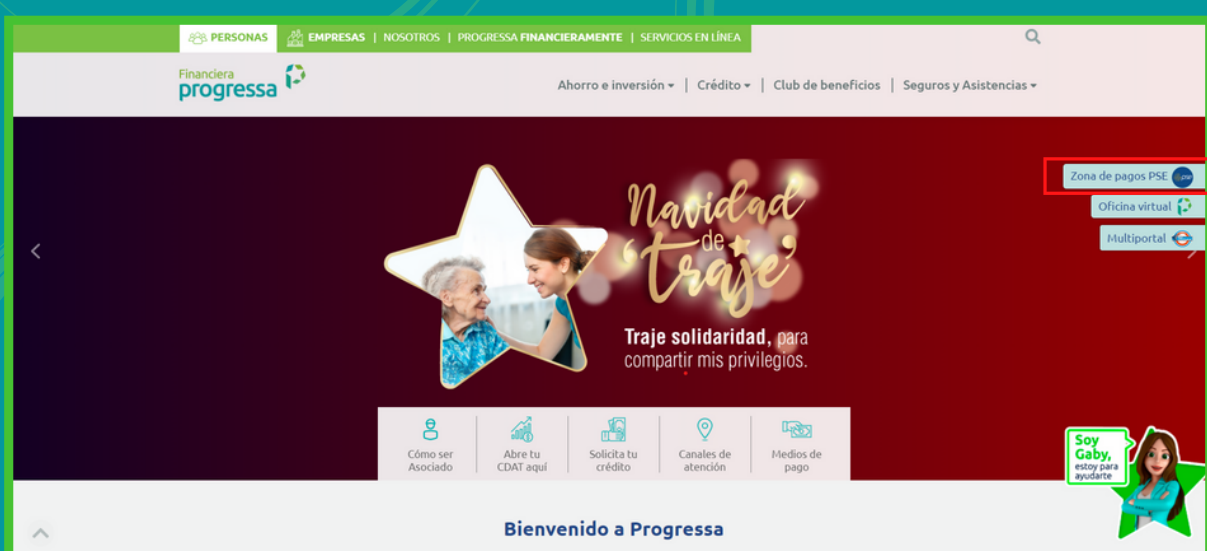 PERSONAS EMPRESAS | NOSOTROS | PROGRESSA FINANCIERAMENTE | SERVICIOS EN LÍNEA
Financiera
progressa
Ahorro e inversión | Crédito | Club de beneficios | Seguros y Asistencias
Navidad
de
'traje'
Traje solidaridad, para
compartir mis privilegios.
Zona de pagos PSE pse
Oficina virtual
Multiportal
Cómo ser
Asociado
Abre tu
CDAT aquí
Solicita tu
crédito
Canales de
atención
Medios de
pago
Soy
Gaby,
estoy para
ayudarte
Bienvenido a Progressa